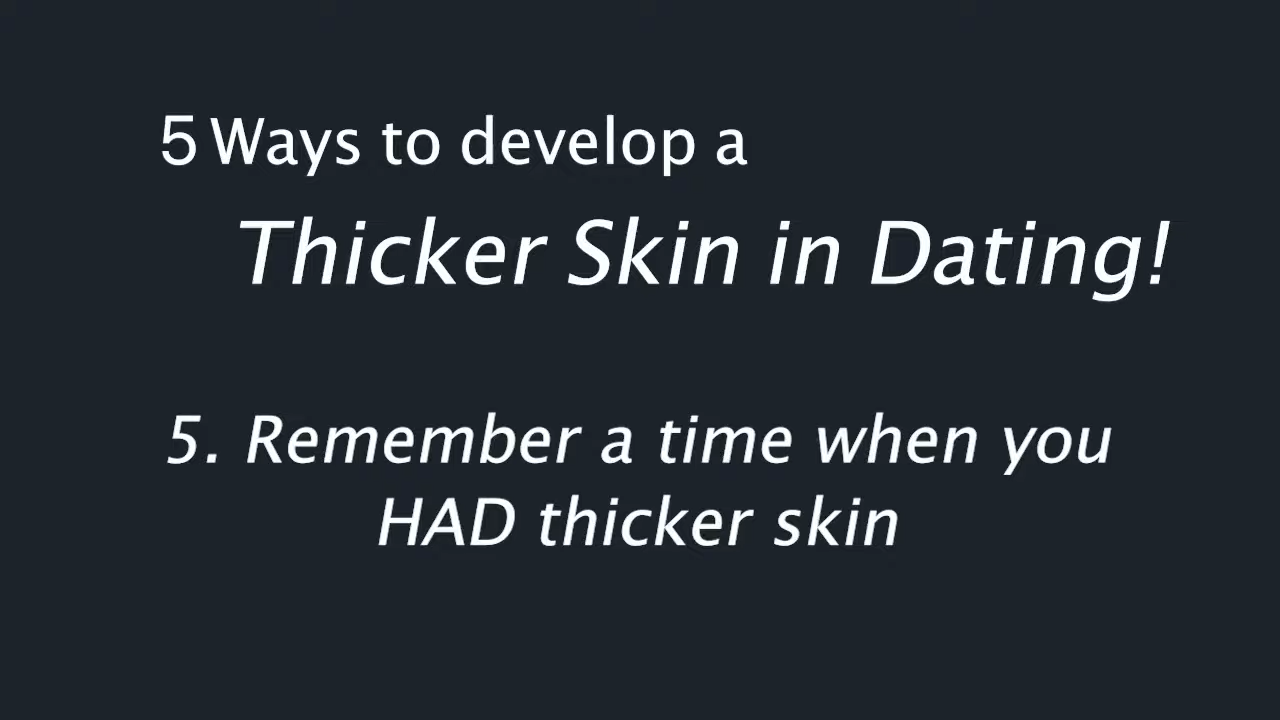 5 Ways to develop a
Thicker Skin in Dating!
5. Remember a time when you
HAD thicker skin